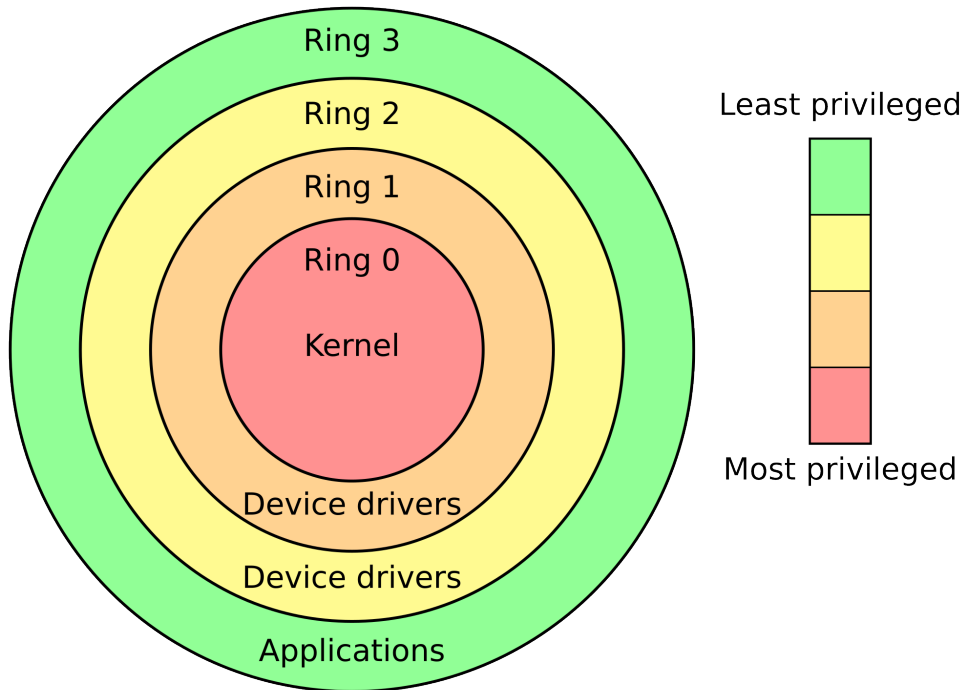 Ring 3
Ring 2
Ring 1
Ring 0
Kernel
Device drivers
Device drivers
Applications
Least privileged
Most privileged